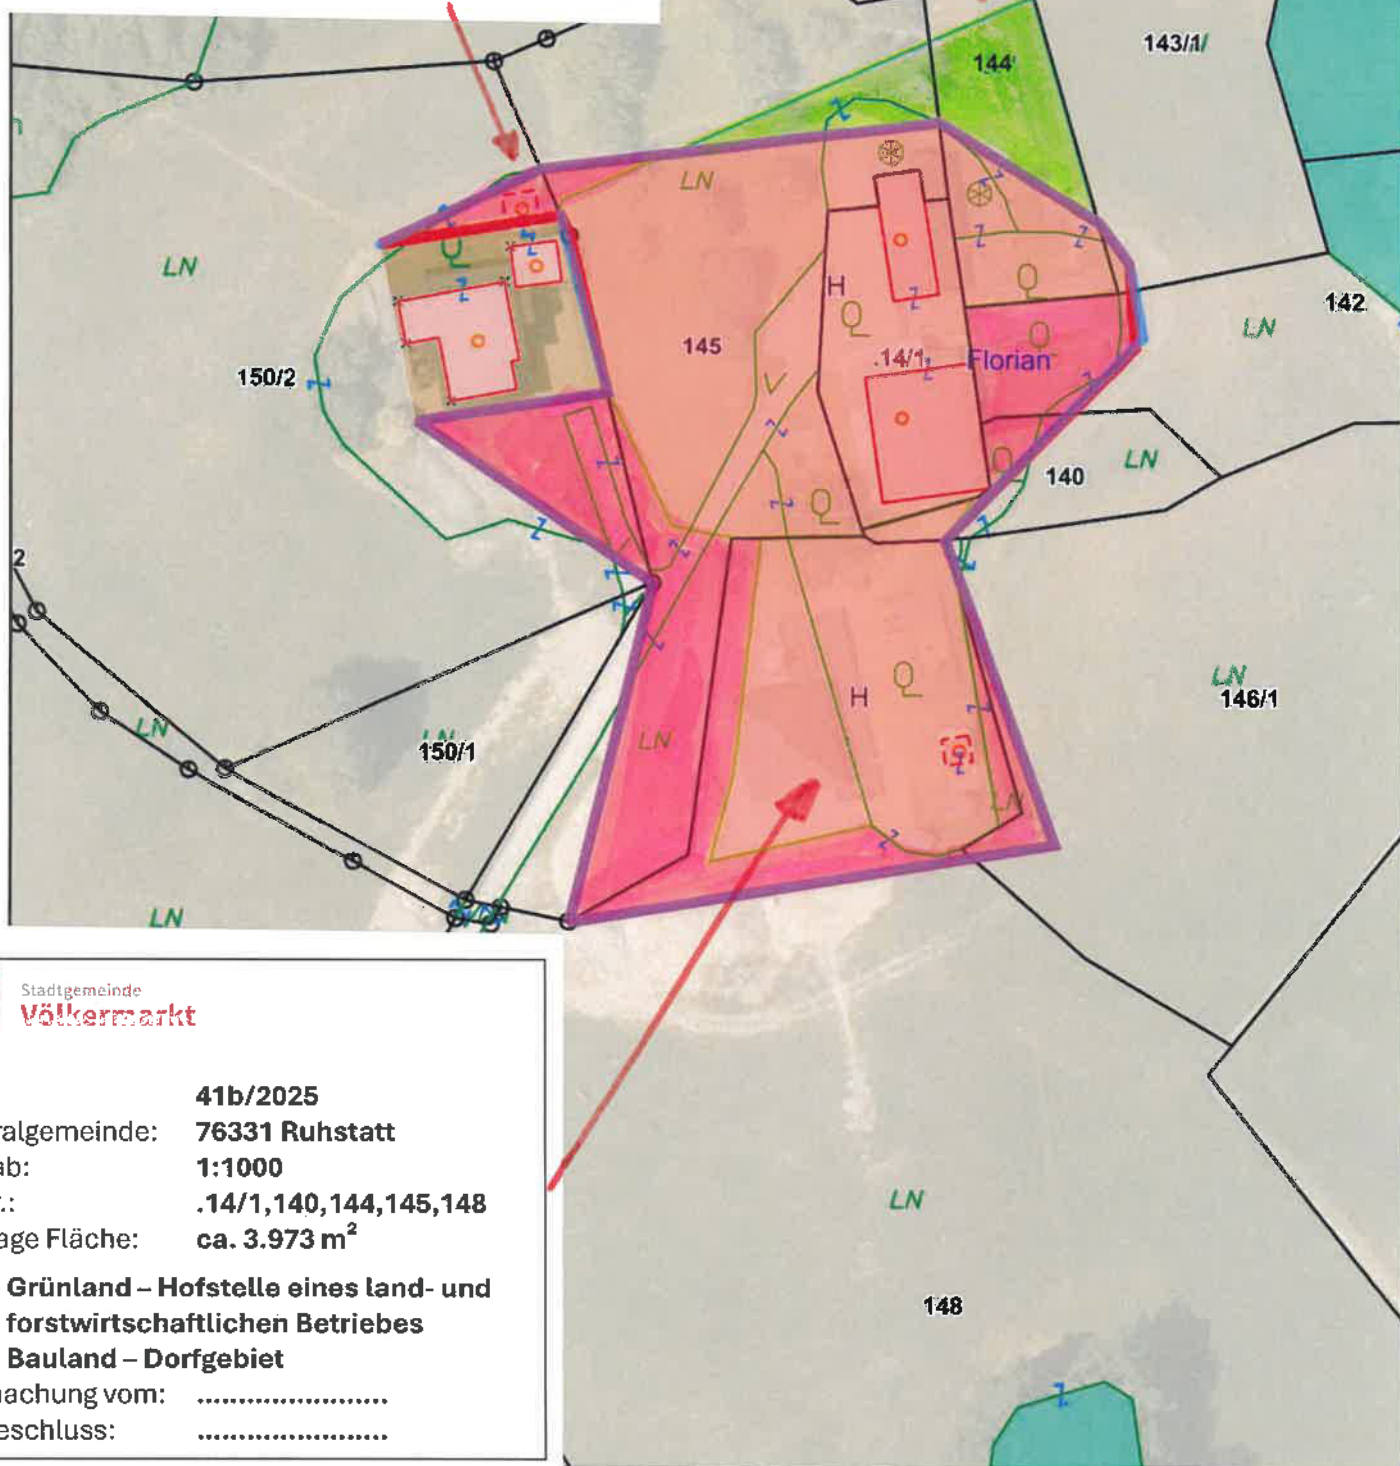 144
143/1/
LN
LN
142
LN
H
145
.14/1
Florian
150/2
LN
140
2
LN
146/1
H
LN
LN
150/1
LN
LN
LN
Stadtgemeinde
Völkermarkt
41b/2025
ralgemeinde: 76331 Ruhstatt
ab: 1:1000
.: .14/1,140,144,145,148
age Fläche: ca. 3.973 m²
Grünland – Hofstelle eines land- und
forstwirtschaftlichen Betriebes
Bauland – Dorfgebiet
nachung vom: ........................
eschluss: ........................
LN
148